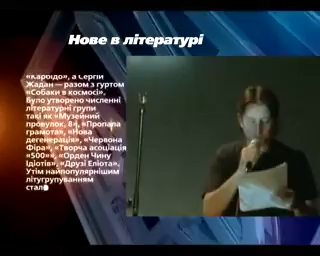 Нове в літературі
«Карбідо», а Сергій
Жадан — разом з гуртом
«Собаки в космосі».
Було утворено численні
літературні групи
такі як «Музейний
провулок, 8», «Пропала
грамота», «Нова
дегенерація», «Червона
Фіра», «Творча асоціація
«500»», «Орден Чину
Ідіотів», «Друзі Еліота».
Утім найпопулярнішим
літугрупуванням
стал